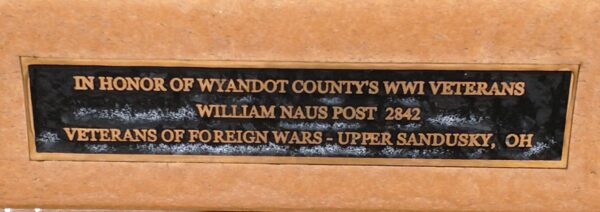 IN HONOR OF WYANDOT COUNTY'S WWI VETERANS
WILLIAM NAUS POST 2842
VETERANS OF FOREIGN WARS - UPPER SANDUSKY, OH